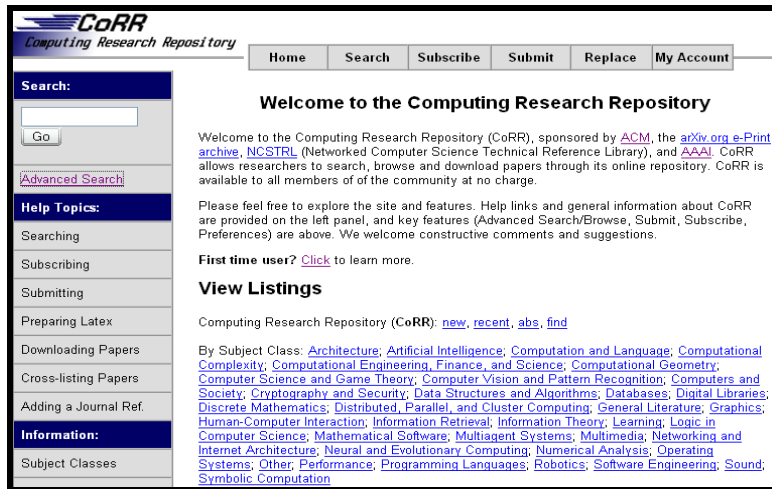 CoRR
Computing Research Repository
Home Search Subscribe Submit Replace My Account
Search:
Go
Advanced Search
Help Topics:
Searching
Subscribing
Submitting
Preparing Latex
Downloading Papers
Cross-listing Papers
Adding a Journal Ref.
Information:
Subject Classes
Welcome to the Computing Research Repository
Welcome to the Computing Research Repository (CoRR), sponsored by ACM, the arXiv.org e-Print
archive, NCSTRL (Networked Computer Science Technical Reference Library), and AAAI. CoRR
allows researchers to search, browse and download papers through its online repository. CoRR is
available to all members of of the community at no charge.
Please feel free to explore the site and features. Help links and general information about CoRR
are provided on the left panel, and key features (Advanced Search/Browse, Submit, Subscribe,
Preferences) are above. We welcome constructive comments and suggestions.
First time user? Click to learn more.
View Listings
Computing Research Repository (CoRR): new, recent, abs, find
By Subject Class: Architecture; Artificial Intelligence; Computation and Language; Computational
Complexity; Computational Engineering, Finance, and Science; Computational Geometry;
Computer Science and Game Theory; Computer Vision and Pattern Recognition; Computers and
Society; Cryptography and Security; Data Structures and Algorithms; Databases; Digital Libraries;
Discrete Mathematics; Distributed, Parallel, and Cluster Computing; General Literature; Graphics;
Human-Computer Interaction; Information Retrieval; Information Theory; Learning; Logic in
Computer Science; Mathematical Software; Multiagent Systems; Multimedia; Networking and
Internet Architecture; Neural and Evolutionary Computing; Numerical Analysis; Operating
Systems; Other; Performance; Programming Languages; Robotics; Software Engineering; Sound;
Symbolic Computation